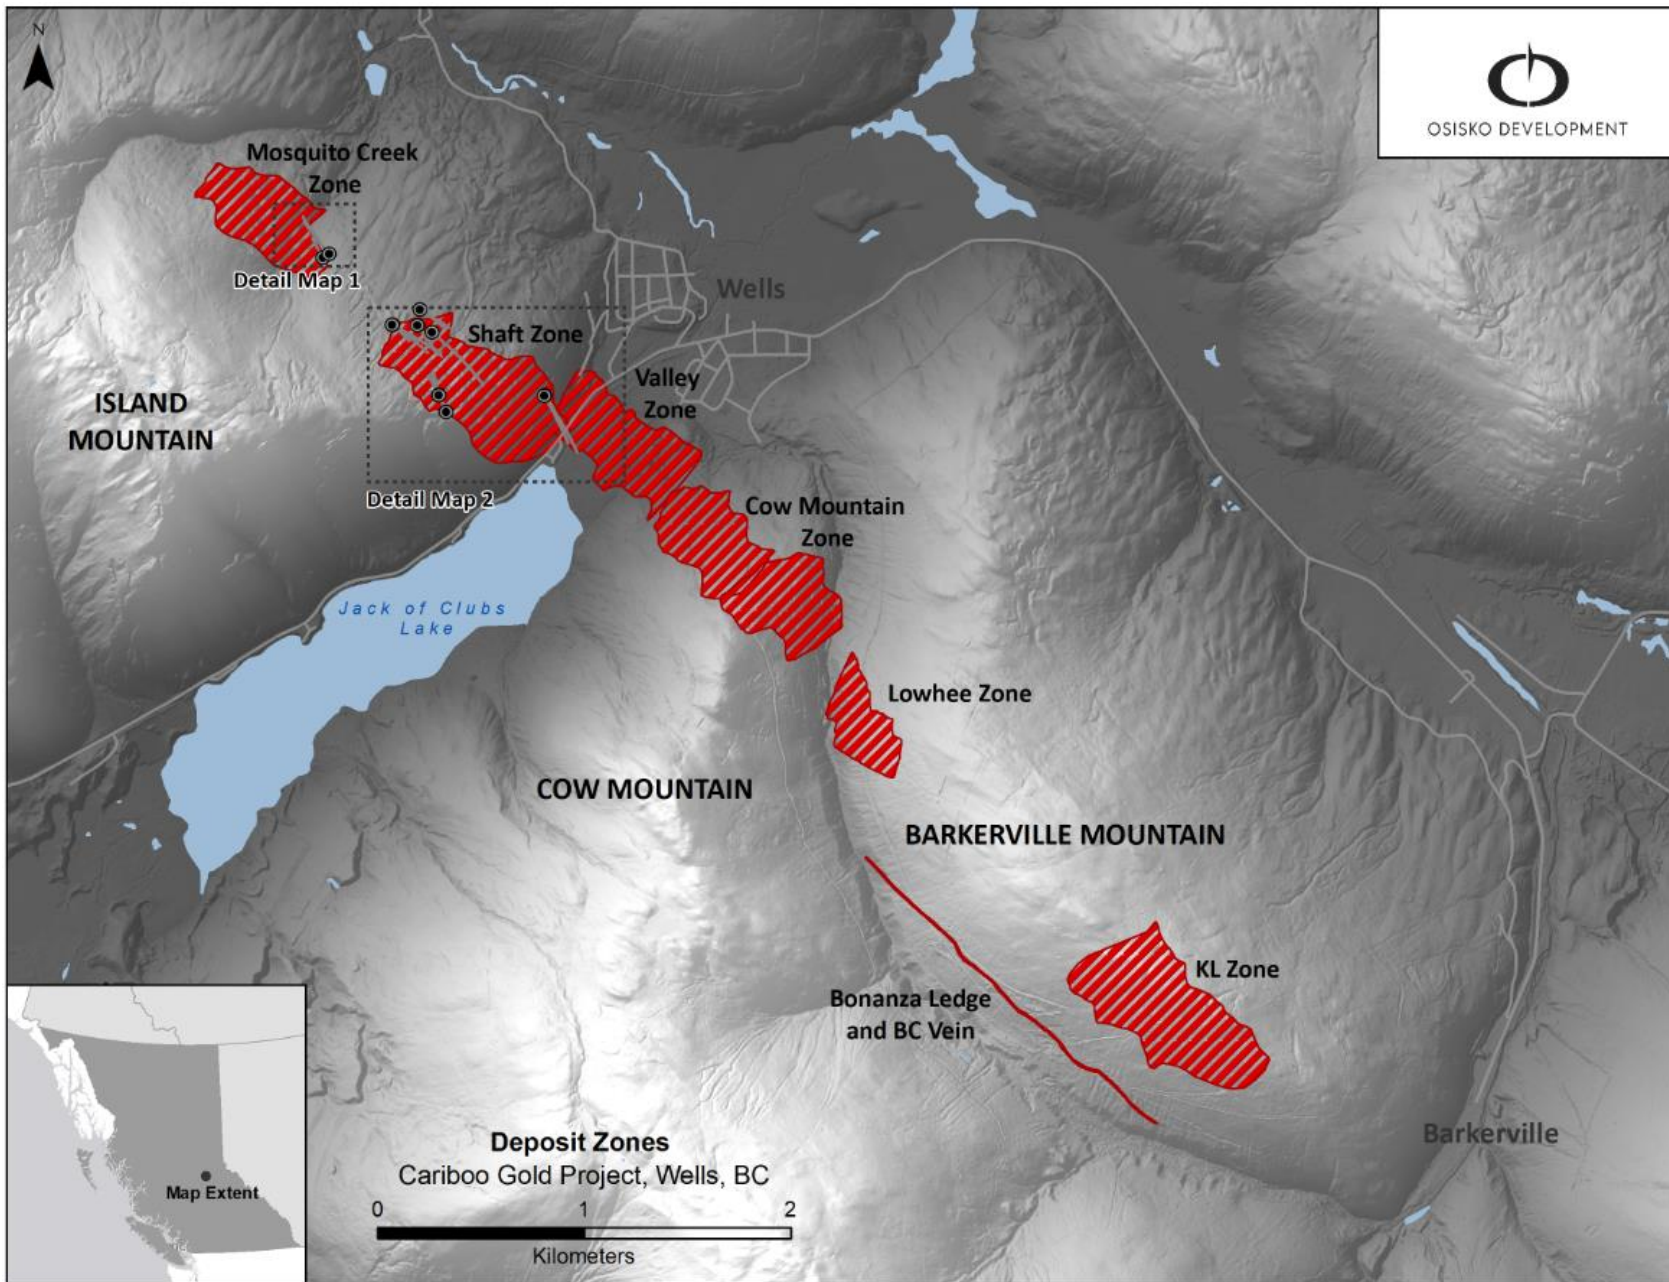 N
OSISKO DEVELOPMENT
Mosquito Creek
Zone
Detail Map 1
Wells
Shaft Zone
Valley
Zone
ISLAND
MOUNTAIN
Detail Map 2
Cow Mountain
Zone
Jack of Clubs
Lake
Lowhee Zone
COW MOUNTAIN
BARKERVILLE MOUNTAIN
KL Zone
Bonanza Ledge
and BC Vein
Barkerville
Map Extent
Deposit Zones
Cariboo Gold Project, Wells, BC
0 1 2
Kilometers